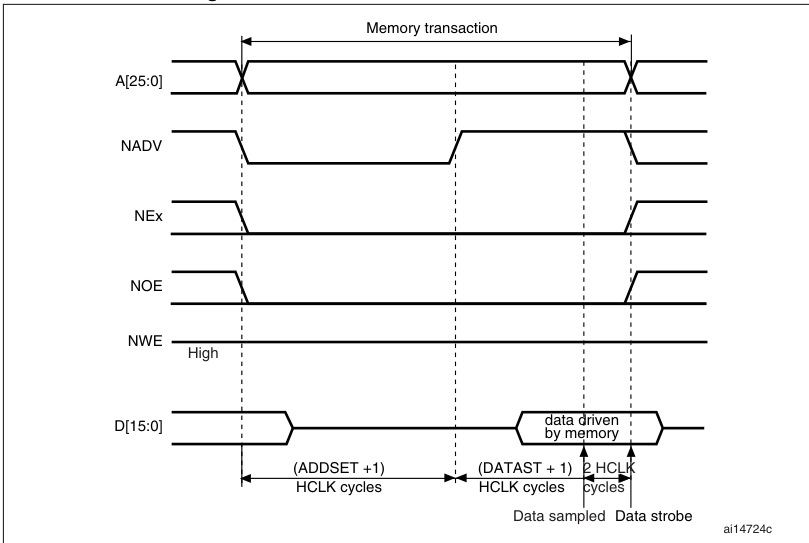 Memory transaction
A[25:0]
NADV
NEx
NOE
NWE
High
D[15:0]
data driven
by memory
(ADDSET +1)
HCLK cycles
(DATAST + 1)
HCLK cycles
2 HCLK
cycles
Data sampled
Data strobe
ai14724c